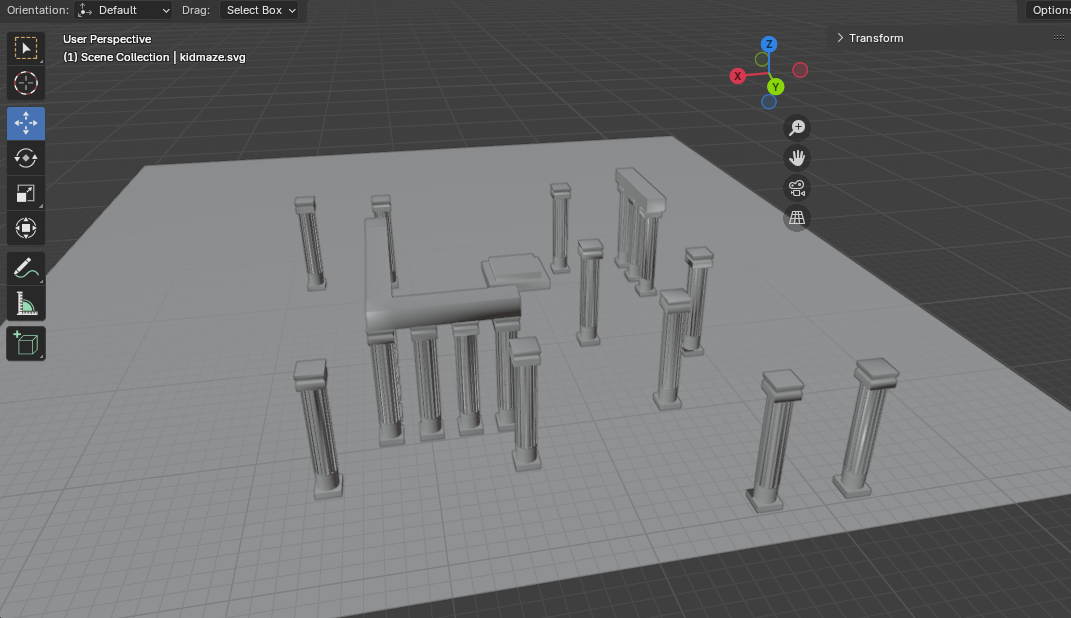 Orientation: Default Drag: Select Box Options
User Perspective
(1) Scene Collection | kidmaze.svg
Transform
Z
X
Y